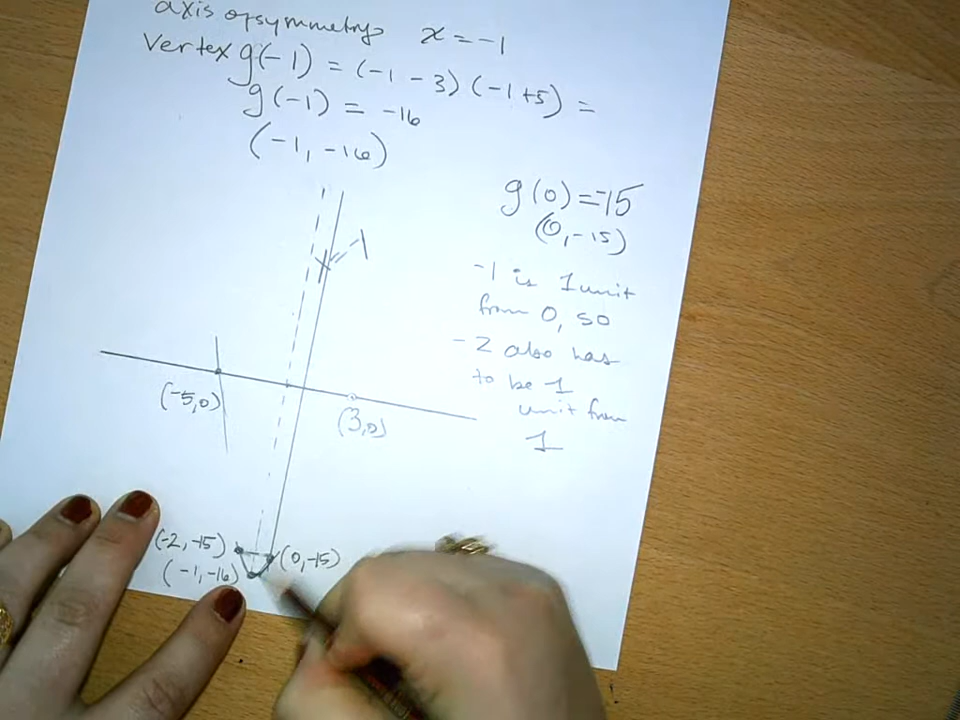 axis of symmetry x = -1
Vertex g(-1) = (-1 - 3)(-1+5) =
g(-1) = -16
(-1, -16)
g(0) = -15
(0, -15)
-1 is 1 unit
from 0, so
-2 also has
to be 1
unit from
1
-1
(-5,0)
(3,0)
(-2, -15)
(0, -15)
(-1, -16)